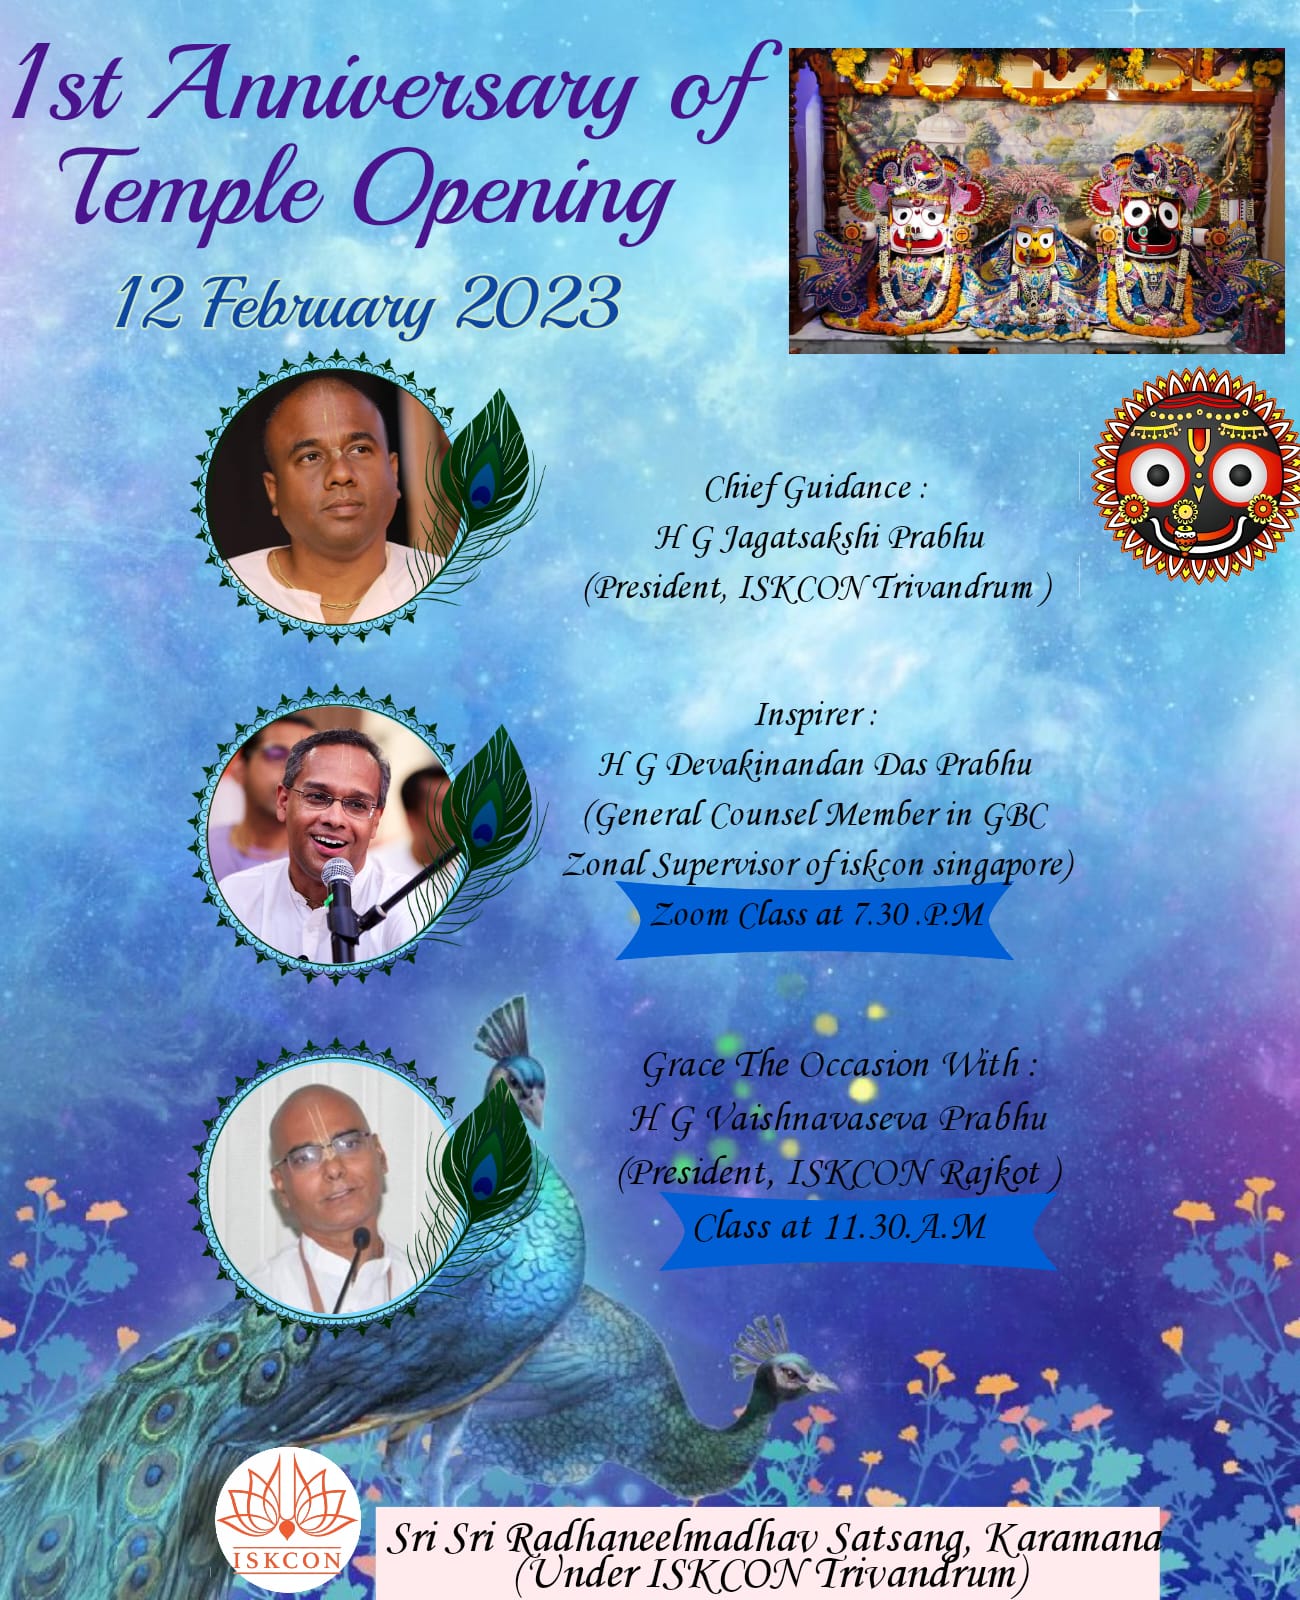 1st Anniversary of
Temple Opening
12 February 2023
Chief Guidance :
H G Jagatsakshi Prabhu
(President, ISKCON Trivandrum )
Inspirer :
H G Devakinandan Das Prabhu
(General Counsel Member in GBC
Zonal Supervisor of iskcon singapore)
Zoom Class at 7.30 .P.M
Grace The Occasion With :
H G Vaishnavaseva Prabhu
(President, ISKCON Rajkot )
Class at 11.30.A.M
ISKCON
Sri Sri Radhaneelmadhav Satsang, Karamana
(Under ISKCON Trivandrum)